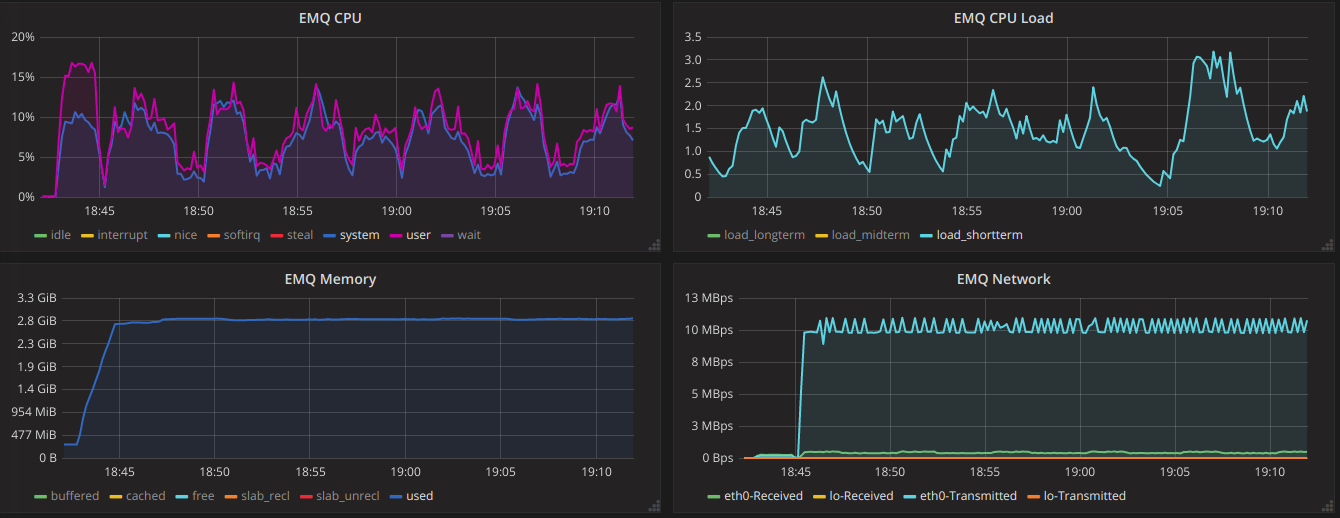 EMQ CPU
20%
15%
10%
5%
0%
18:45 18:50 18:55 19:00 19:05 19:10
idle interrupt nice softirq steal system user wait
EMQ CPU Load
3.5
3.0
2.5
2.0
1.5
1.0
0.5
0
18:45 18:50 18:55 19:00 19:05 19:10
load_longterm load_midterm load_shortterm
EMQ Memory
3.3 GiB
2.8 GiB
2.3 GiB
1.9 GiB
1.4 GiB
954 MiB
477 MiB
0 B
18:45 18:50 18:55 19:00 19:05 19:10
buffered cached free slab_recl slab_unrecl used
EMQ Network
13 MBps
10 MBps
8 MBps
5 MBps
3 MBps
0 Bps
18:45 18:50 18:55 19:00 19:05 19:10
eth0-Received lo-Received eth0-Transmitted lo-Transmitted